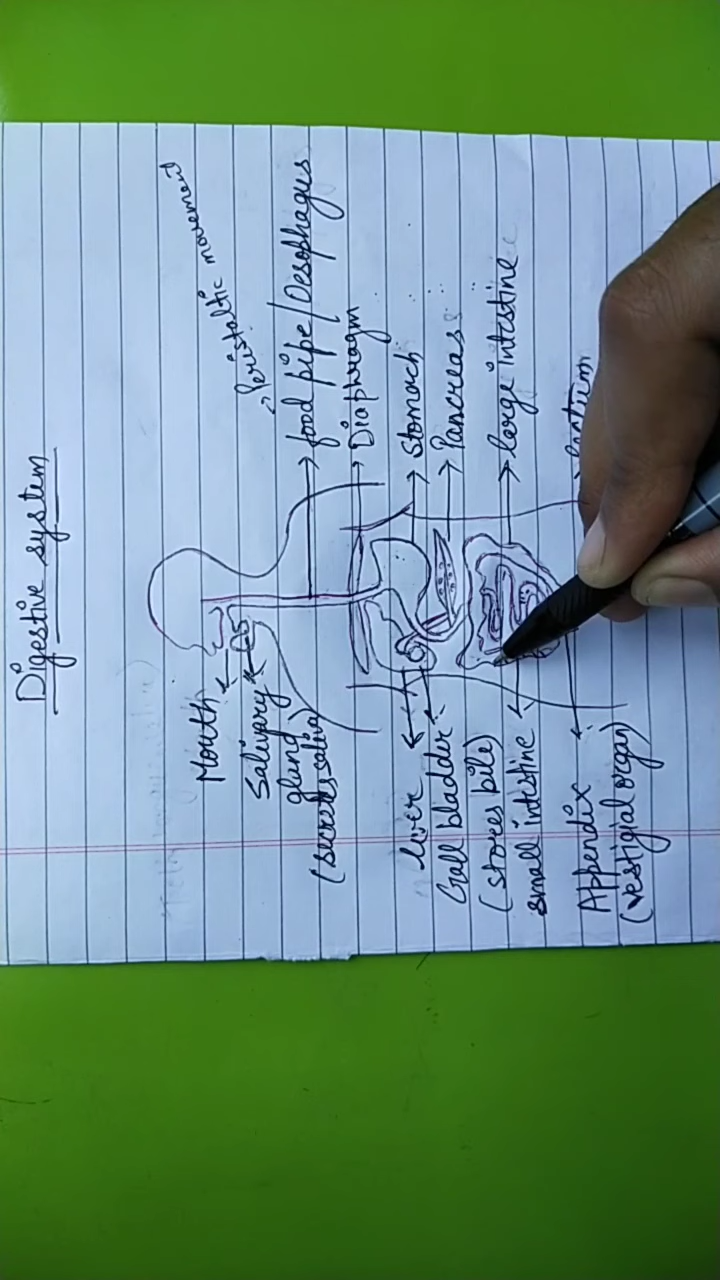 Digestive system
Peristaltic movement
food pipe/Oesophagus
Diaphragm
Stomach
Pancreas
large intestine
Mouth
Salivary
gland
(secretes saliva)
liver
Gall bladder
(stores bile)
small intistine
Appendix
(vestigial organ)